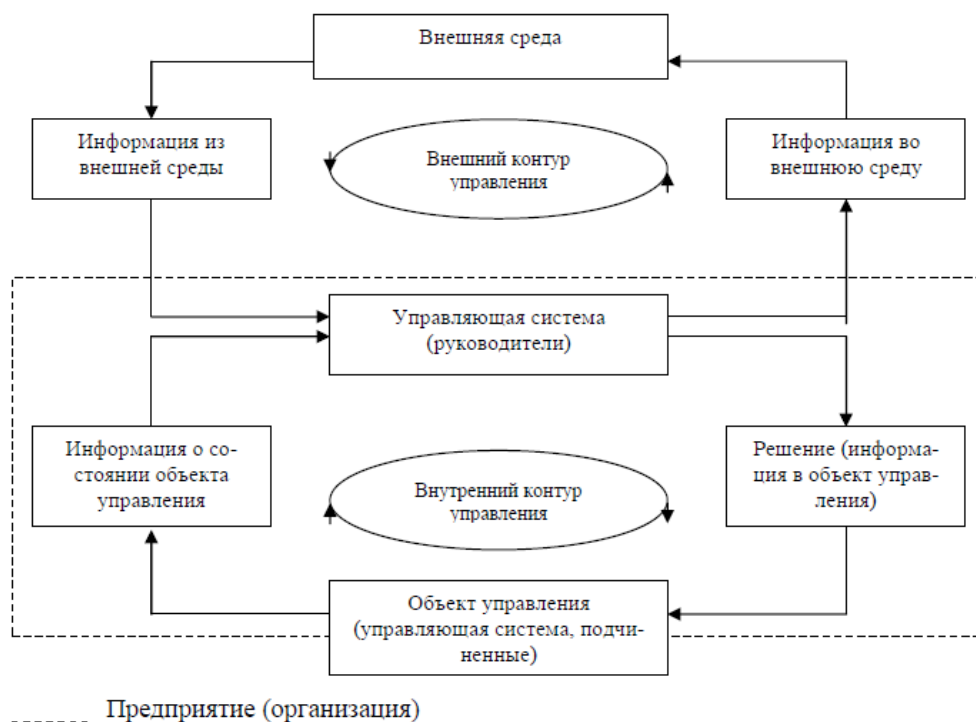 Внешняя среда
Информация из
внешней среды
Внешний контур
управления
Информация во
внешнюю среду
Управляющая система
(руководители)
Информация о со-
стоянии объекта
управления
Внутренний контур
управления
Решение (информа-
ция в объект управ-
ления)
Объект управления
(управляющая система, подчи-
ненные)
Предприятие (организация)